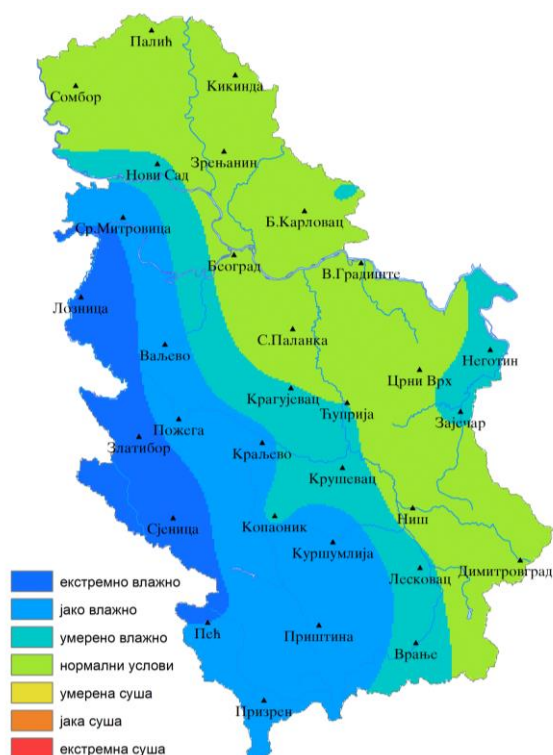 Палић
Кикинда
Сомбор
Зрењанин
Нови Сад
Б.Карловац
Ср.Митровица
Београд
В.Градиште
Лозница
С.Паланка
Ваљево
Неготин
Црни Врх
Крагујевац
Ћуприја
Зајечар
Пожега
Златибор
Краљево
Крушевац
Ниш
Сјеница
Копаоник
Куршумлија
Лесковац
Димитровград
Пећ
Приштина
Врање
Призрен
екстремно влажно
јако влажно
умерено влажно
нормални услови
умерена суша
јака суша
екстремна суша